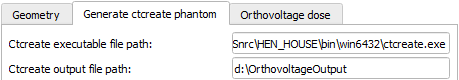 Geometry Generate ctcreate phantom Orthovoltage dose
Ctcreate executable file path: Snrc\HEN_HOUSE\bin\win6432\ctcreate.exe
Ctcreate output file path: d:\OrthovoltageOutput